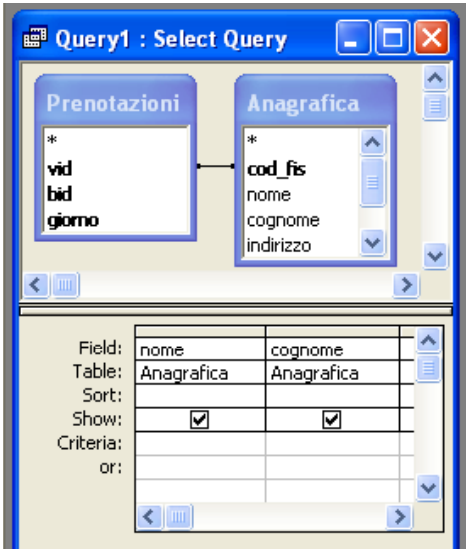 Query1 : Select Query
Prenotazioni
*
vid
bid
giorno
Anagrafica
*
cod_fis
nome
cognome
indirizzo
Field: nome cognome
Table: Anagrafica Anagrafica
Sort:
Show:
Criteria:
or: